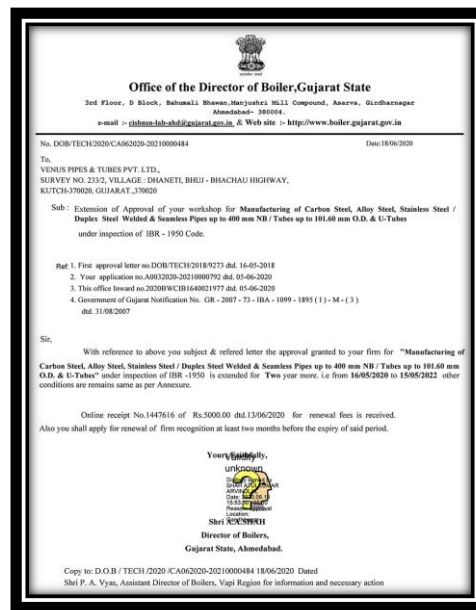 Office of the Director of Boiler,Gujarat State
3rd Floor, D Block, Bahumali Bhawan,Manjushri Mill Compound, Asarva, Girdharnagar
Ahmedabad- 380004.
e-mail :- cisbnsn-lab-ahd@gujarat.gov.in & Web site :- http://www.boiler.gujarat.gov.in
No. DOB/TECH/2020/CA062020-20210000484 Date:18/06/2020
To,
VENUS PIPES & TUBES PVT. LTD.,
SURVEY NO. 233/2, VILLAGE : DHANETI, BHUJ - BHACHAU HIGHWAY,
KUTCH-370020, GUJARAT.,370020
Sub : Extension of Approval of your workshop for Manufacturing of Carbon Steel, Alloy Steel, Stainless Steel /
Duplex Steel Welded & Seamless Pipes up to 400 mm NB / Tubes up to 101.60 mm O.D. & U-Tubes
under inspection of IBR - 1950 Code.
Ref: 1. First approval letter no.DOB/TECH/2018/9273 dtd. 16-05-2018
2. Your application no.A0032020-20210000792 dtd. 05-06-2020
3. This office Inward no.2020BWCIB1640021977 dtd. 05-06-2020
4. Government of Gujarat Notification No. GR - 2007 - 73 - IBA - 1099 - 1895 ( 1 ) - M - ( 3 )
dtd. 31/08/2007
Sir,
With reference to above you subject & refered letter the approval granted to your firm for "Manufacturing of
Carbon Steel, Alloy Steel, Stainless Steel / Duplex Steel Welded & Seamless Pipes up to 400 mm NB / Tubes up to 101.60 mm
O.D. & U-Tubes" under inspection of IBR -1950 is extended for Two year more. i.e from 16/05/2020 to 15/05/2022 other
conditions are remains same as per Annexure.
Online receipt No.1447616 of Rs.5000.00 dtd.13/06/2020 for renewal fees is received.
Also you shall apply for renewal of firm recognition at least two months before the expiry of said period.
Yours Faithfully,
Validity
unknown
SHAH
ARVIND
Date:
Reason: Approval
Location:
Shri A.A.SHAH
Director of Boilers,
Gujarat State, Ahmedabad.
Copy to: D.O.B / TECH /2020 /CA062020-20210000484 18/06/2020 Dated
Shri P. A. Vyas, Assistant Director of Boilers, Vapi Region for information and necessary action